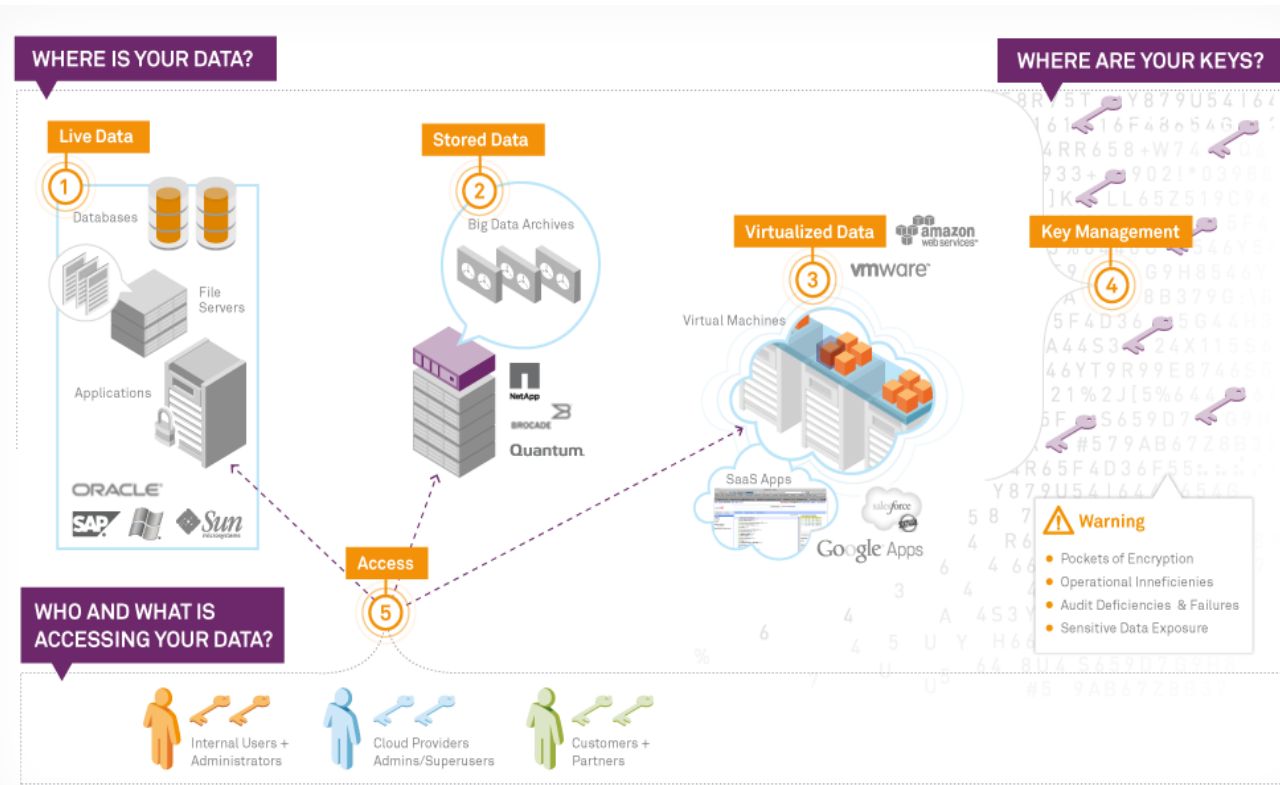 WHERE IS YOUR DATA?
WHERE ARE YOUR KEYS?
Live Data
1
Databases
File
Servers
Applications
ORACLE
SAP
Sun
microsystems
Stored Data
2
Big Data Archives
NetApp
BROCADE
Quantum
Virtualized Data
3
amazon
web services
vmware
Virtual Machines
SaaS Apps
salesforce
Google Apps
Key Management
4
Warning
Pockets of Encryption
Operational Inneficienies
Audit Deficiencies & Failures
Sensitive Data Exposure
Access
5
WHO AND WHAT IS
ACCESSING YOUR DATA?
Internal Users +
Administrators
Cloud Providers
Admins/Superusers
Customers +
Partners